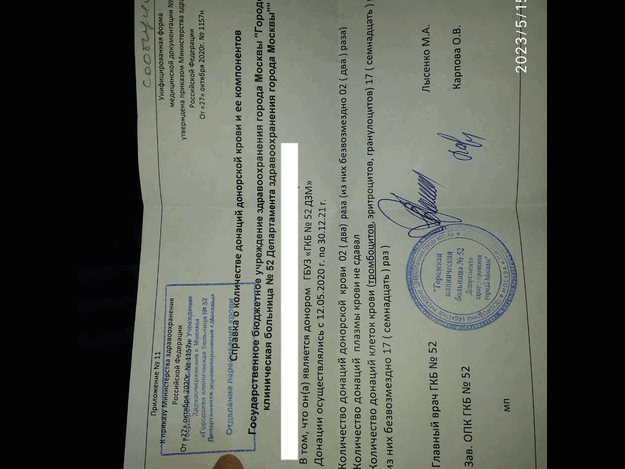 сообщ
Унифицированная форма
медицинской документации №
утверждена приказом Министерства здра
Российской Федерации
От «27» октября 2020г. № 1157н
Приложение № 11
К приказу Министерства здравоохранения
Российской Федерации
От «27» октября 2020г. № 1157н
«Городская клиническая больница № 52
Департамента здравоохранения г. Москвы»
Отделение переливания крови
Справка о количестве донаций донорской крови и ее компонентов
Государственное бюджетное учреждение здравоохранения города Москвы "Город
клиническая больница № 52 Департамента здравоохранения города Москвы"
В том, что он(а) является донором ГБУЗ «ГКБ № 52 ДЗМ»
Донации осуществлялись с 12.05.2020 г. по 30.12.21 г.
Количество донаций донорской крови 02 ( два) раза (из них безвозмездно 02 ( два ) раза)
Количество донаций плазмы крови не сдавал
Количество донаций клеток крови (тромбоцитов, эритроцитов, гранулоцитов) 17 ( семнадцать )
из них безвозмездно 17 ( семнадцать ) раз )
Главный врач ГКБ № 52
Лысенко М.А.
Зав. ОПК ГКБ № 52
Карпова О.В.
мп
"Городская
клиническая
больница № 52
Департамента
здравоохранения
города Москвы"
2023/5/15